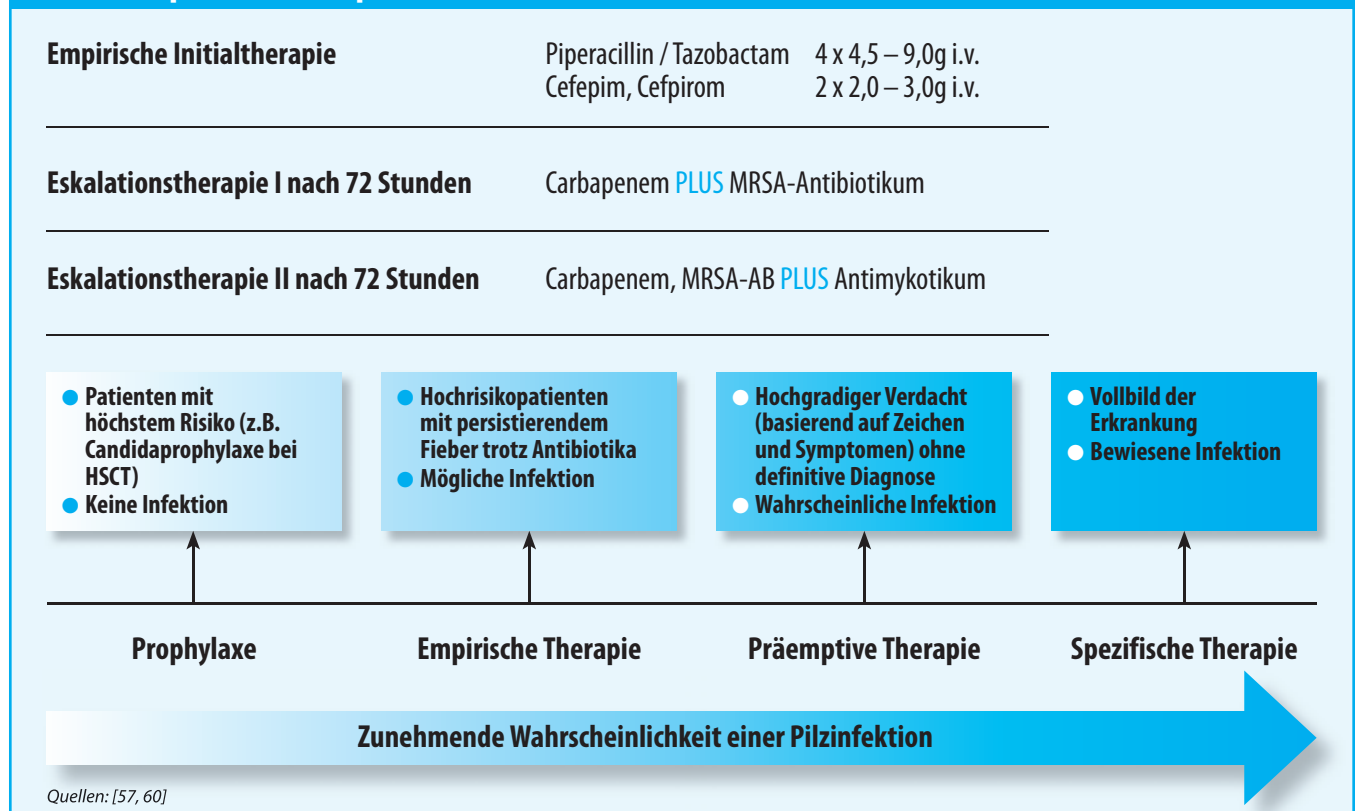 Empirische Initialtherapie Piperacillin / Tazobactam 4 x 4,5 – 9,0g i.v.
Cefepim, Cefpirom 2 x 2,0 – 3,0g i.v.
Eskalationstherapie I nach 72 Stunden Carbapenem PLUS MRSA-Antibiotikum
Eskalationstherapie II nach 72 Stunden Carbapenem, MRSA-AB PLUS Antimykotikum
● Patienten mit
höchstem Risiko (z.B.
Candidaprophylaxe bei
HSCT)
● Keine Infektion
● Hochrisikopatienten
mit persistierendem
Fieber trotz Antibiotika
● Mögliche Infektion
● Hochgradiger Verdacht
(basierend auf Zeichen
und Symptomen) ohne
definitive Diagnose
● Wahrscheinliche Infektion
● Vollbild der
Erkrankung
● Bewiesene Infektion
Prophylaxe Empirische Therapie Präemptive Therapie Spezifische Therapie
Zunehmende Wahrscheinlichkeit einer Pilzinfektion
Quellen: [57, 60]